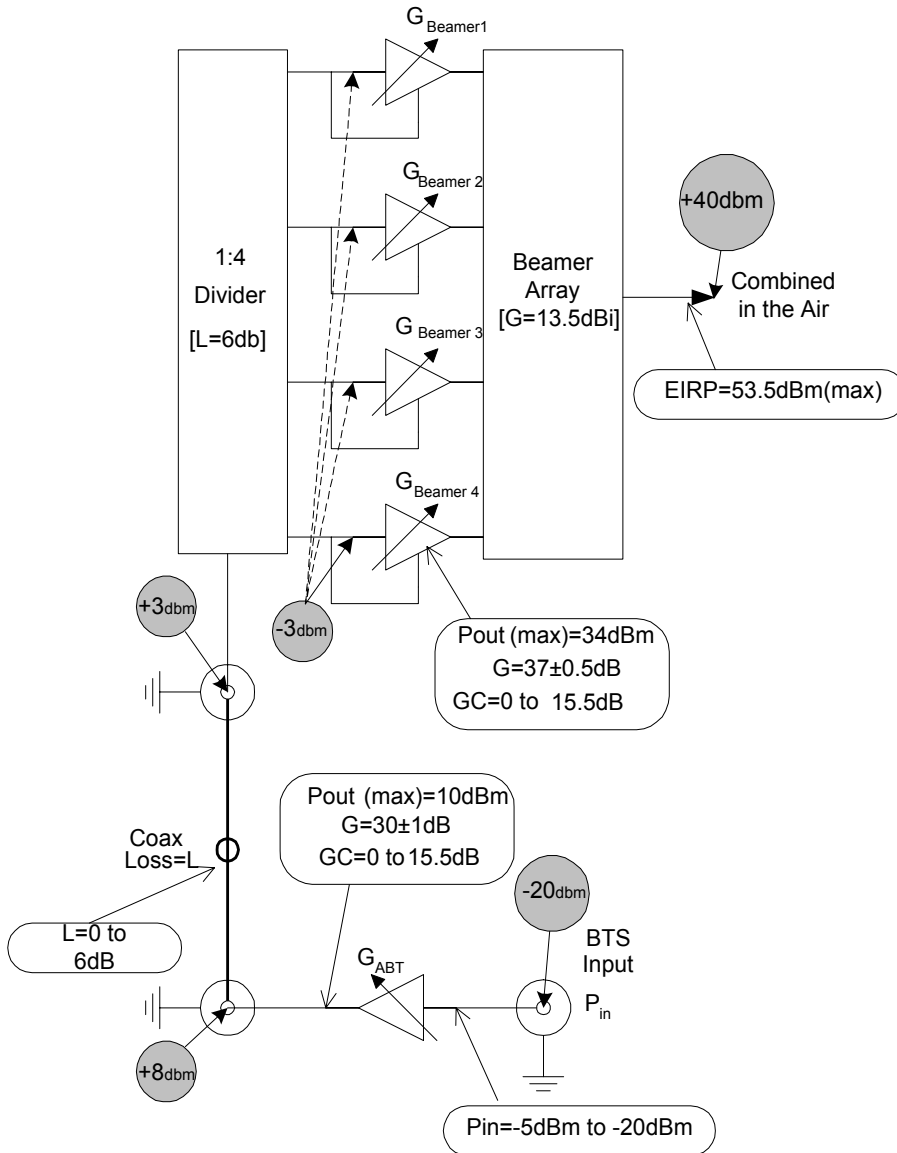 G Beamer1
G Beamer 2
+40dbm
1:4
Divider
[L=6db]
Beamer
Array
[G=13.5dBi]
Combined
in the Air
G Beamer 3
EIRP=53.5dBm(max)
G Beamer 4
+3dbm
-3dbm
Pout (max)=34dBm
G=37±0.5dB
GC=0 to 15.5dB
Pout (max)=10dBm
G=30±1dB
GC=0 to 15.5dB
Coax
Loss=L
-20dbm
L=0 to
6dB
BTS
Input
G ABT
Pin
+8dbm
Pin=-5dBm to -20dBm